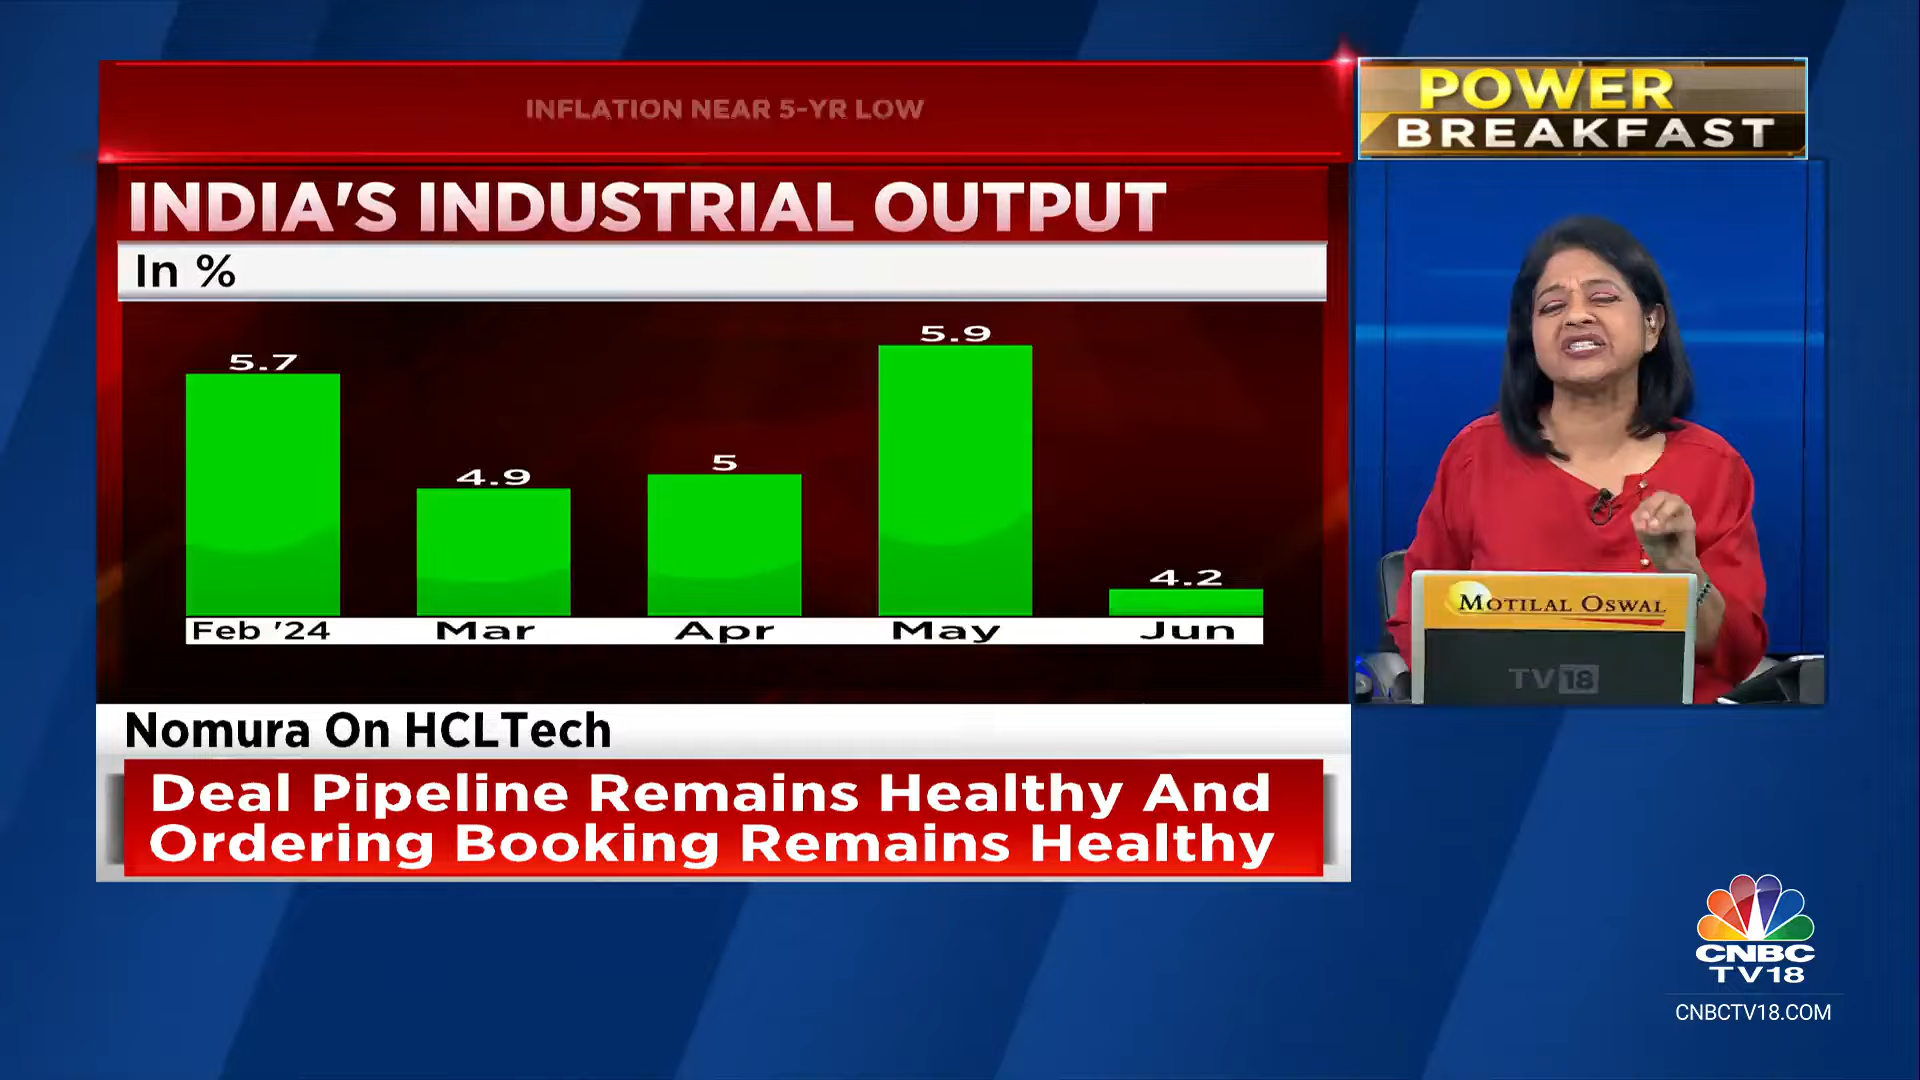 INFLATION NEAR 5-YR LOW
POWER
BREAKFAST
INDIA'S INDUSTRIAL OUTPUT
In %
5.7
4.9
5
5.9
4.2
Feb '24
Mar
Apr
May
Jun
MOTILAL OSWAL
TV18
Nomura On HCLTech
Deal Pipeline Remains Healthy And
Ordering Booking Remains Healthy
CNBC
TV18
CNBCTV18.COM